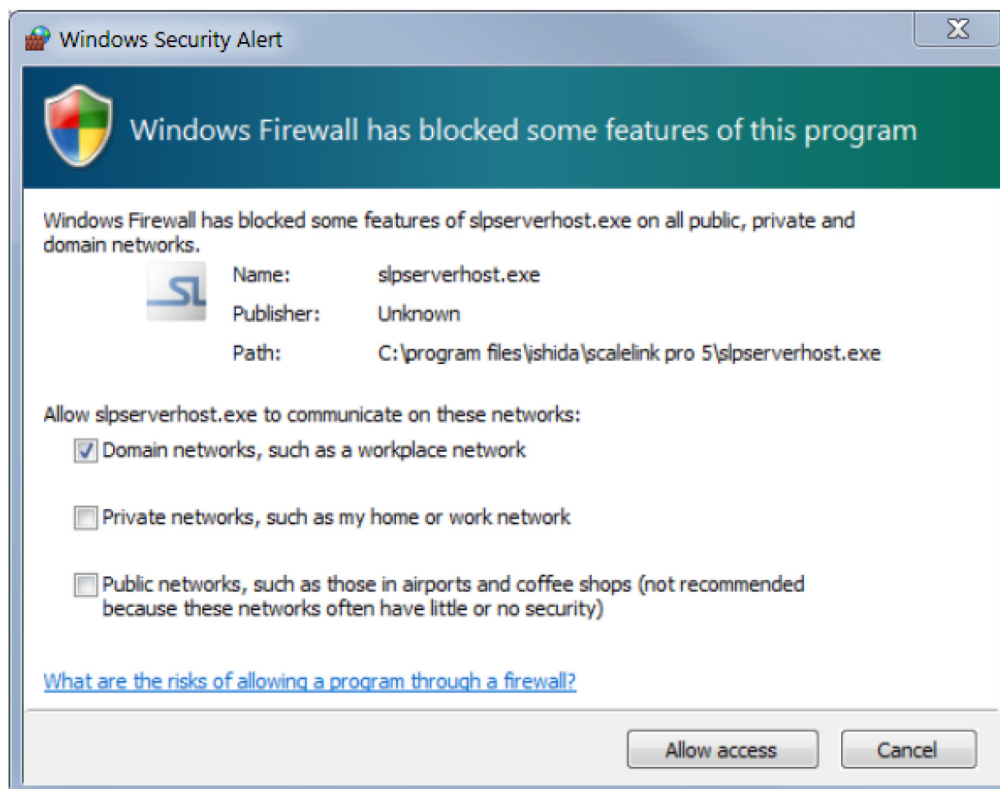 Windows Security Alert
Windows Firewall has blocked some features of this program
Windows Firewall has blocked some features of slpserverhost.exe on all public, private and
domain networks.
SL
Name: slpserverhost.exe
Publisher: Unknown
Path: C:\program files\ishida\scalelink pro 5\slpserverhost.exe
Allow slpserverhost.exe to communicate on these networks:
Domain networks, such as a workplace network
Private networks, such as my home or work network
Public networks, such as those in airports and coffee shops (not recommended
because these networks often have little or no security)
What are the risks of allowing a program through a firewall?
Allow access Cancel